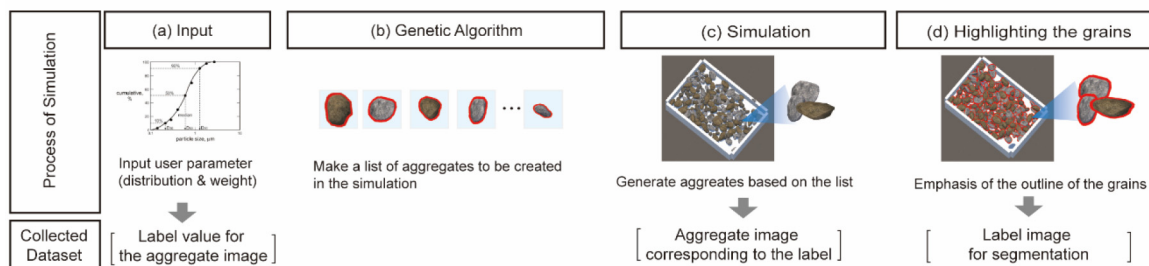 Process of Simulation
(a) Input
(b) Genetic Algorithm
(c) Simulation
(d) Highlighting the grains
cumulative,
%
particle size, μm
Input user parameter
(distribution & weight)
Make a list of aggregates to be created
in the simulation
Generate aggreates based on the list
Emphasis of the outline of the grains
Collected
Dataset
Label value for
the aggregate image
Aggregate image
corresponding to the label
Label image
for segmentation